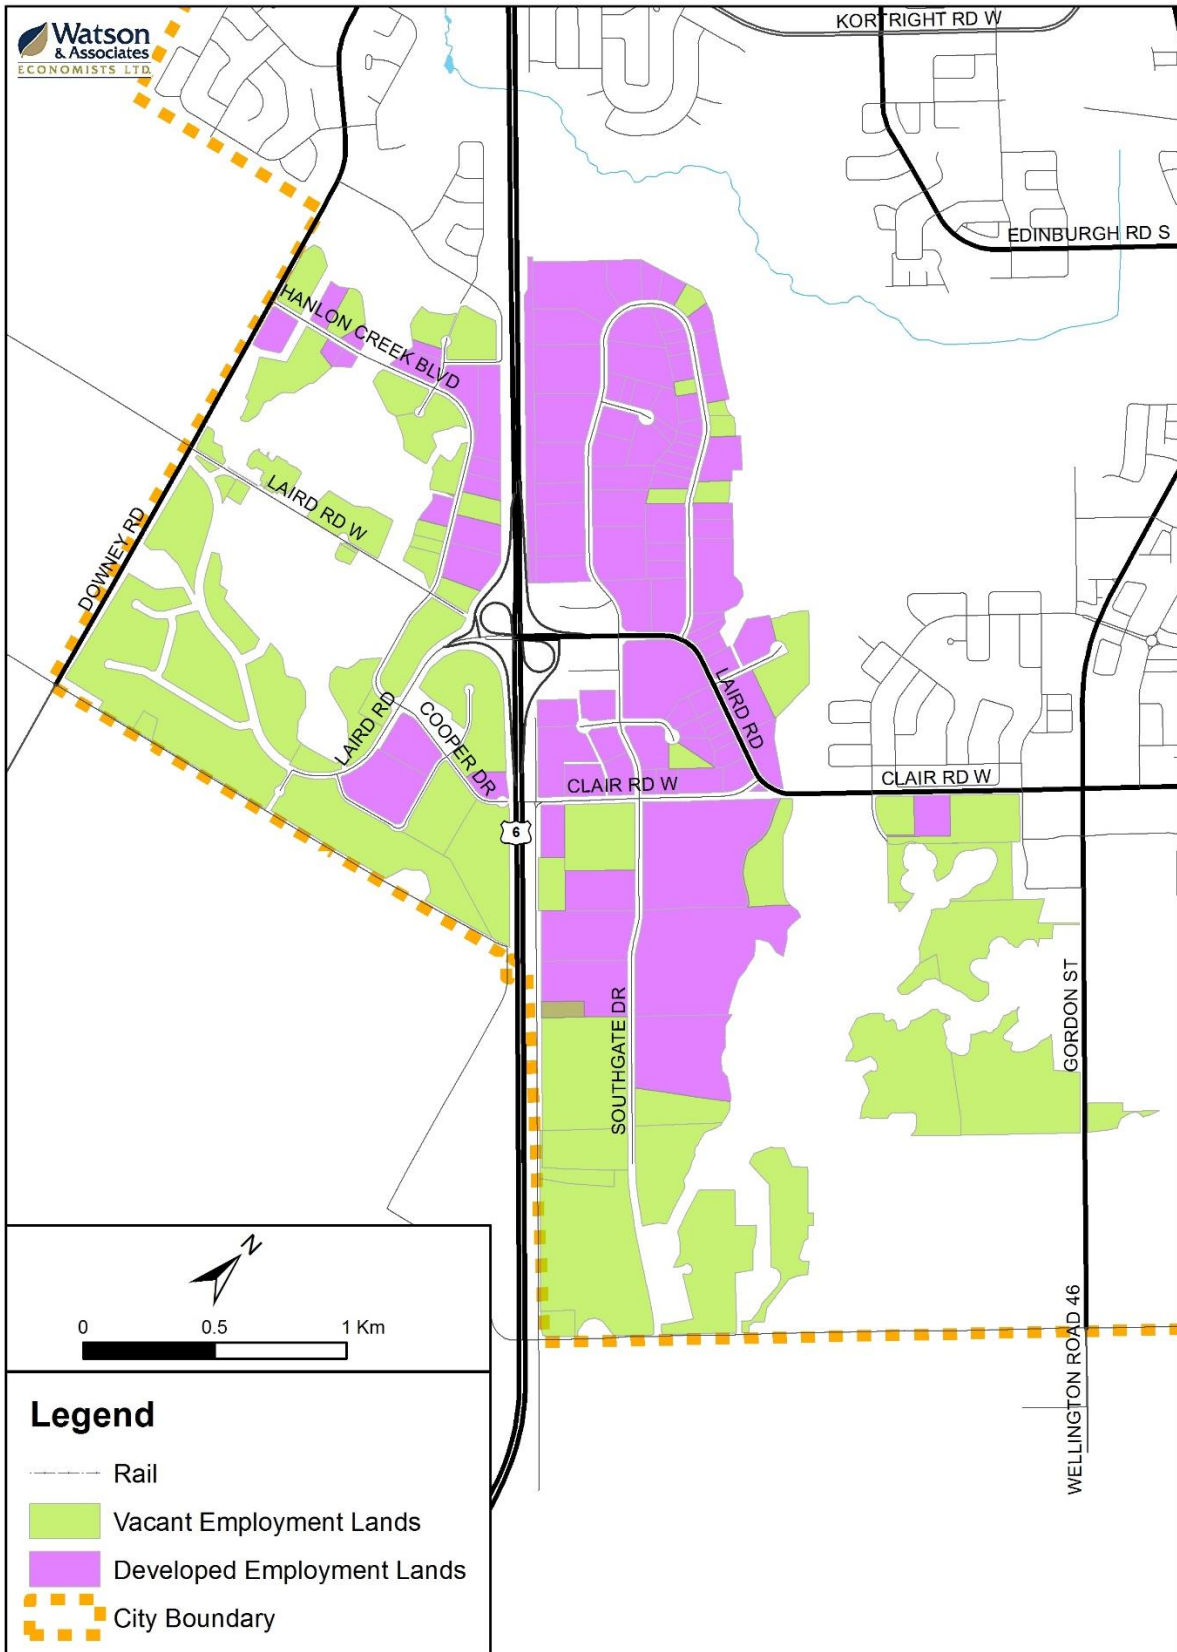 Watson
& Associates
ECONOMISTS LTD.
KORTRIGHT RD W
EDINBURGH RD S
HANLON CREEK BLVD
LAIRD RD W
DOWNEY RD
LAIRD RD
COOPER DR
LAIRD RD
CLAIR RD W
CLAIR RD W
6
SOUTHGATE DR
GORDON ST
WELLINGTON ROAD 46
N
0 0.5 1 Km
Legend
Rail
Vacant Employment Lands
Developed Employment Lands
City Boundary